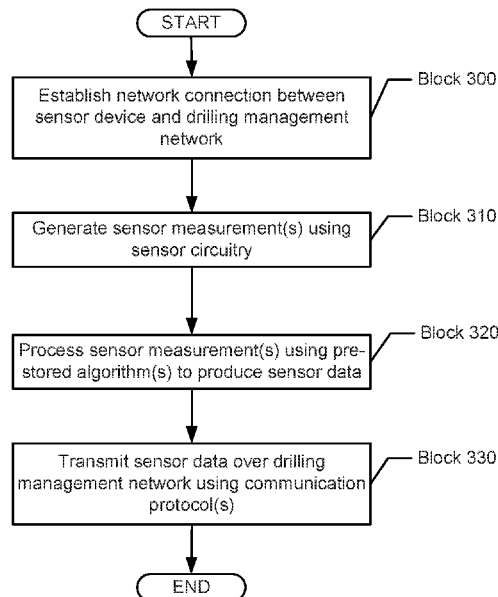 START
Establish network connection between
sensor device and drilling management
network
Block 300
Generate sensor measurement(s) using
sensor circuitry
Block 310
Process sensor measurement(s) using pre-
stored algorithm(s) to produce sensor data
Block 320
Transmit sensor data over drilling
management network using communication
protocol(s)
Block 330
END